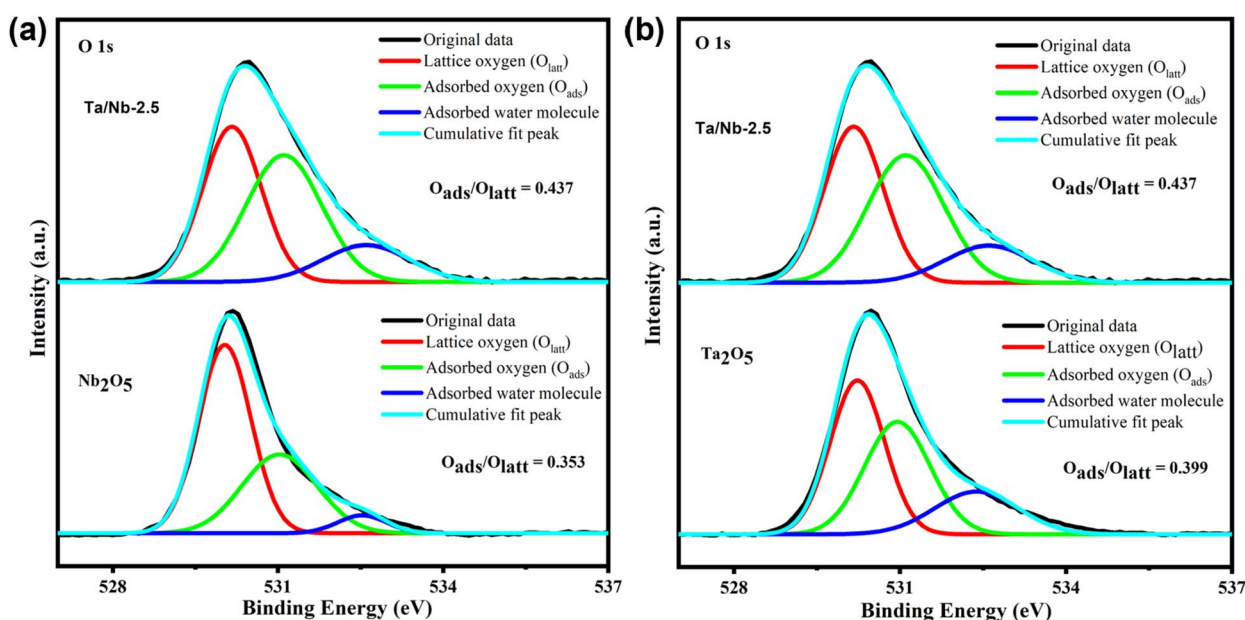 (a)
O 1s
Original data
Lattice oxygen (Olatt)
Adsorbed oxygen (Oads)
Adsorbed water molecule
Cumulative fit peak
Ta/Nb-2.5
Oads/Olatt = 0.437
Original data
Lattice oxygen (Olatt)
Adsorbed oxygen (Oads)
Adsorbed water molecule
Cumulative fit peak
Nb2O5
Oads/Olatt = 0.353
Intensity (a.u.)
528
531
534
537
Binding Energy (eV)
(b)
O 1s
Original data
Lattice oxygen (Olatt)
Adsorbed oxygen (Oads)
Adsorbed water molecule
Cumulative fit peak
Ta/Nb-2.5
Oads/Olatt = 0.437
Original data
Lattice oxygen (Olatt)
Adsorbed oxygen (Oads)
Adsorbed water molecule
Cumulative fit peak
Ta2O5
Oads/Olatt = 0.399
Intensity (a.u.)
528
531
534
537
Binding Energy (eV)